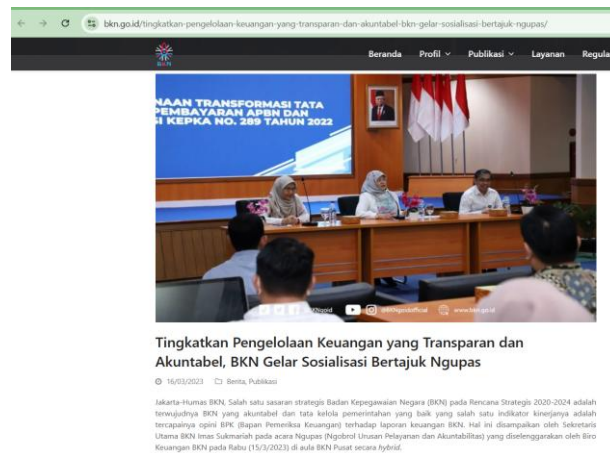 bkn.go.id/tingkatkan-pengelolaan-keuangan-yang-transparan-dan-akuntabel-bkn-gelar-sosialisasi-bertajuk-ngupas/
BKN
Beranda Profil Publikasi Layanan Regula
NAAN TRANSFORMASI TATA
PEMBAYARAN APBN DAN
SI KEPKA NO. 289 TAHUN 2022
@BKNgoidofficial www.bkn.go.id
Tingkatkan Pengelolaan Keuangan yang Transparan dan
Akuntabel, BKN Gelar Sosialisasi Bertajuk Ngupas
16/03/2023 Berita, Publikasi
Jakarta-Humas BKN, Salah satu sasaran strategis Badan Kepegawaian Negara (BKN) pada Rencana Strategis 2020-2024 adalah
terwujudnya BKN yang akuntabel dan tata kelola pemerintahan yang baik yang salah satu indikator kinerjanya adalah
tercapainya opini BPK (Bapan Pemeriksa Keuangan) terhadap laporan keuangan BKN. Hal ini disampaikan oleh Sekretaris
Utama BKN Imas Sukmariah pada acara Ngupas (Ngobrol Urusan Pelayanan dan Akuntabilitas) yang diselenggarakan oleh Biro
Keuangan BKN pada Rabu (15/3/2023) di aula BKN Pusat secara hybrid.